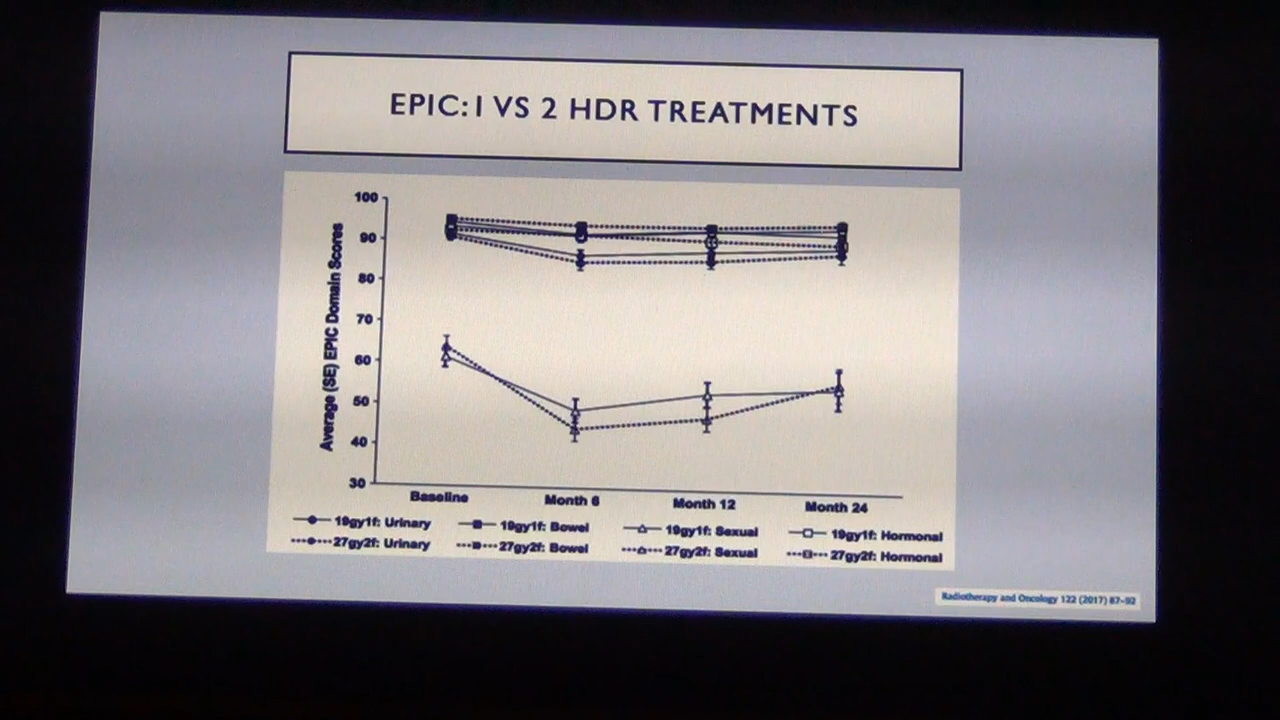 EPIC: 1 VS 2 HDR TREATMENTS
100
90
80
70
60
50
40
30
Average (SE) EPIC Domain Scores
Baseline Month 6 Month 12 Month 24
19gy1f: Urinary 19gy1f: Bowel 19gy1f: Sexual 19gy1f: Hormonal
27gy2f: Urinary 27gy2f: Bowel 27gy2f: Sexual 27gy2f: Hormonal
Radiotherapy and Oncology 122 (2017) 87–92